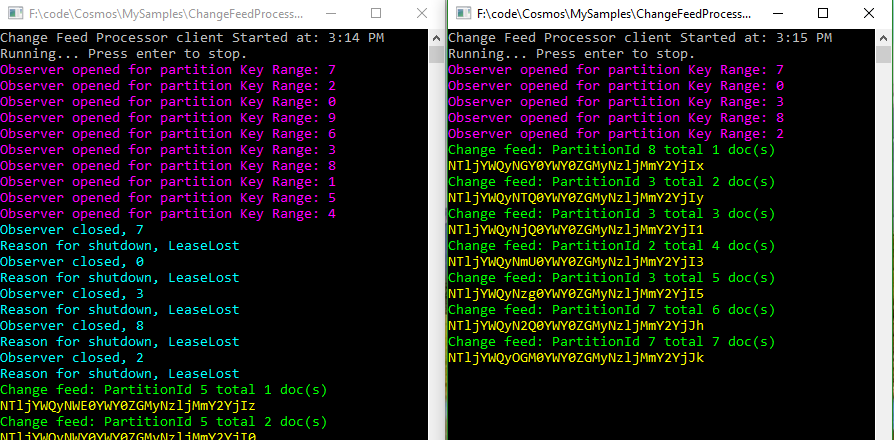 F:\code\Cosmos\MySamples\ChangeFeedProcess...
Change Feed Processor client Started at: 3:14 PM
Running... Press enter to stop.
Observer opened for partition Key Range: 7
Observer opened for partition Key Range: 2
Observer opened for partition Key Range: 0
Observer opened for partition Key Range: 9
Observer opened for partition Key Range: 6
Observer opened for partition Key Range: 3
Observer opened for partition Key Range: 8
Observer opened for partition Key Range: 1
Observer opened for partition Key Range: 5
Observer opened for partition Key Range: 4
Observer closed, 7
Reason for shutdown, LeaseLost
Observer closed, 0
Reason for shutdown, LeaseLost
Observer closed, 3
Reason for shutdown, LeaseLost
Observer closed, 8
Reason for shutdown, LeaseLost
Observer closed, 2
Reason for shutdown, LeaseLost
Change feed: PartitionId 5 total 1 doc(s)
NTljYWQyNWE0YWY0ZGMyNzljMmY2YjIz
Change feed: PartitionId 5 total 2 doc(s)
NTljYWQyNWY0YWY0ZGMyNzljMmY2YjI0
F:\code\Cosmos\MySamples\ChangeFeedProcess...
Change Feed Processor client Started at: 3:15 PM
Running... Press enter to stop.
Observer opened for partition Key Range: 7
Observer opened for partition Key Range: 0
Observer opened for partition Key Range: 3
Observer opened for partition Key Range: 8
Observer opened for partition Key Range: 2
Change feed: PartitionId 8 total 1 doc(s)
NTljYWQyNGY0YWY0ZGMyNzljMmY2YjIx
Change feed: PartitionId 3 total 2 doc(s)
NTljYWQyNTQ0YWY0ZGMyNzljMmY2YjIy
Change feed: PartitionId 3 total 3 doc(s)
NTljYWQyNjQ0YWY0ZGMyNzljMmY2YjI1
Change feed: PartitionId 2 total 4 doc(s)
NTljYWQyNmU0YWY0ZGMyNzljMmY2YjI3
Change feed: PartitionId 3 total 5 doc(s)
NTljYWQyNzg0YWY0ZGMyNzljMmY2YjI5
Change feed: PartitionId 7 total 6 doc(s)
NTljYWQyN2Q0YWY0ZGMyNzljMmY2YjJh
Change feed: PartitionId 7 total 7 doc(s)
NTljYWQyOGM0YWY0ZGMyNzljMmY2YjJk